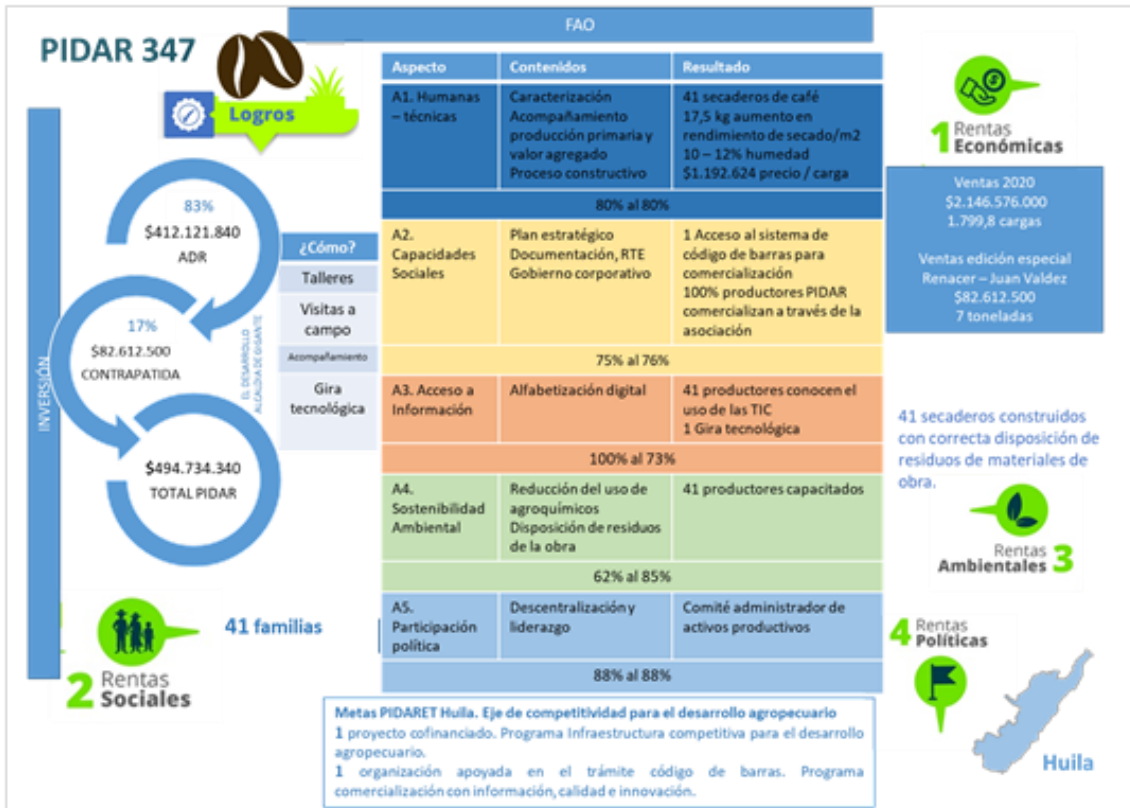 FAO
PIDAR 347
Logros
INVERSIÓN
83%
$412.121.840
ADR
17%
$82.612.500
CONTRAPATIDA
EL DESARROLLO
ALCALDIA DE GIGANTE
$494.734.340
TOTAL PIDAR
2 Rentas
Sociales
41 familias
¿Cómo?
Talleres
Visitas a
campo
Acompañamiento
Gira
tecnológica
Aspecto Contenidos Resultado
A1. Humanas
– técnicas
Caracterización
Acompañamiento
producción primaria y
valor agregado
Proceso constructivo
41 secaderos de café
17,5 kg aumento en
rendimiento de secado/m2
10 – 12% humedad
$1.192.624 precio / carga
80% al 80%
A2.
Capacidades
Sociales
Plan estratégico
Documentación, RTE
Gobierno corporativo
1 Acceso al sistema de
código de barras para
comercialización
100% productores PIDAR
comercializan a través de la
asociación
75% al 76%
A3. Acceso a
Información
Alfabetización digital
41 productores conocen el
uso de las TIC
1 Gira tecnológica
100% al 73%
A4.
Sostenibilidad
Ambiental
Reducción del uso de
agroquímicos
Disposición de residuos
de la obra
41 productores capacitados
62% al 85%
A5.
Participación
política
Descentralización y
liderazgo
Comité administrador de
activos productivos
88% al 88%
1 Rentas
Económicas
Ventas 2020
$2.146.576.000
1.799,8 cargas
Ventas edición especial
Renacer – Juan Valdez
$82.612.500
7 toneladas
41 secaderos construidos
con correcta disposición de
residuos de materiales de
obra.
Rentas
Ambientales 3
4 Rentas
Políticas
Huila
Metas PIDARET Huila. Eje de competitividad para el desarrollo agropecuario
1 proyecto cofinanciado. Programa Infraestructura competitiva para el desarrollo
agropecuario.
1 organización apoyada en el trámite código de barras. Programa
comercialización con información, calidad e innovación.